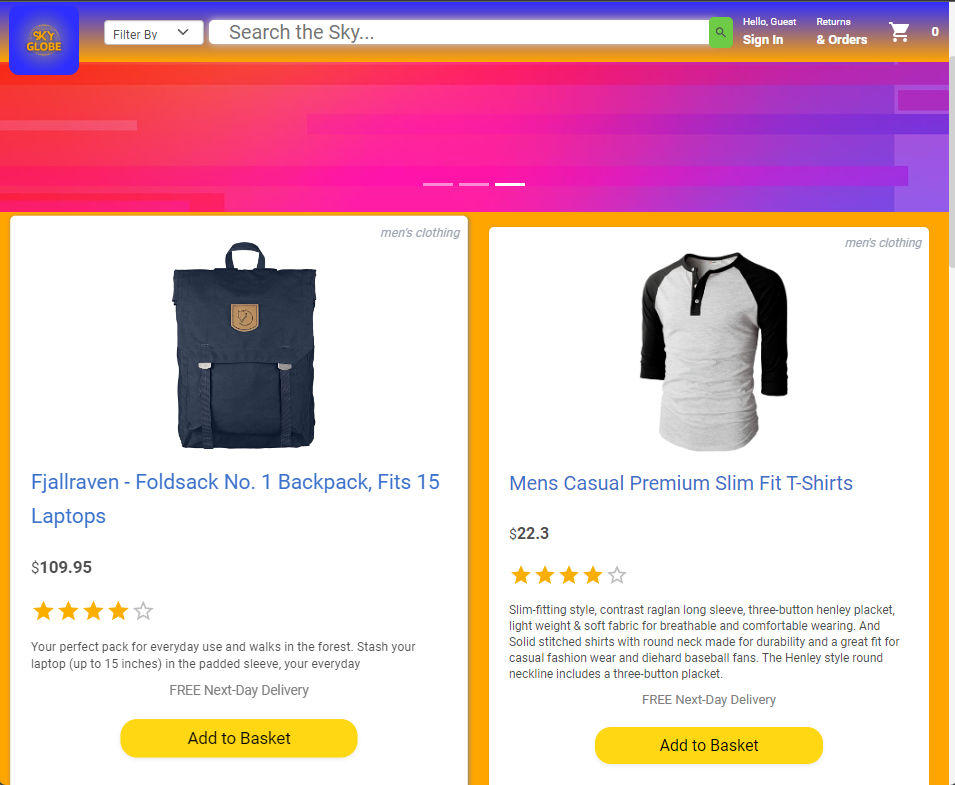 SKY
GLOBE
Filter By
Search the Sky...
Hello, Guest
Sign In
Returns
& Orders
0
men's clothing
Fjallraven - Foldsack No. 1 Backpack, Fits 15
Laptops
$109.95
Your perfect pack for everyday use and walks in the forest. Stash your
laptop (up to 15 inches) in the padded sleeve, your everyday
FREE Next-Day Delivery
Add to Basket
men's clothing
Mens Casual Premium Slim Fit T-Shirts
$22.3
Slim-fitting style, contrast raglan long sleeve, three-button henley placket,
light weight & soft fabric for breathable and comfortable wearing. And
Solid stitched shirts with round neck made for durability and a great fit for
casual fashion wear and diehard baseball fans. The Henley style round
neckline includes a three-button placket.
FREE Next-Day Delivery
Add to Basket